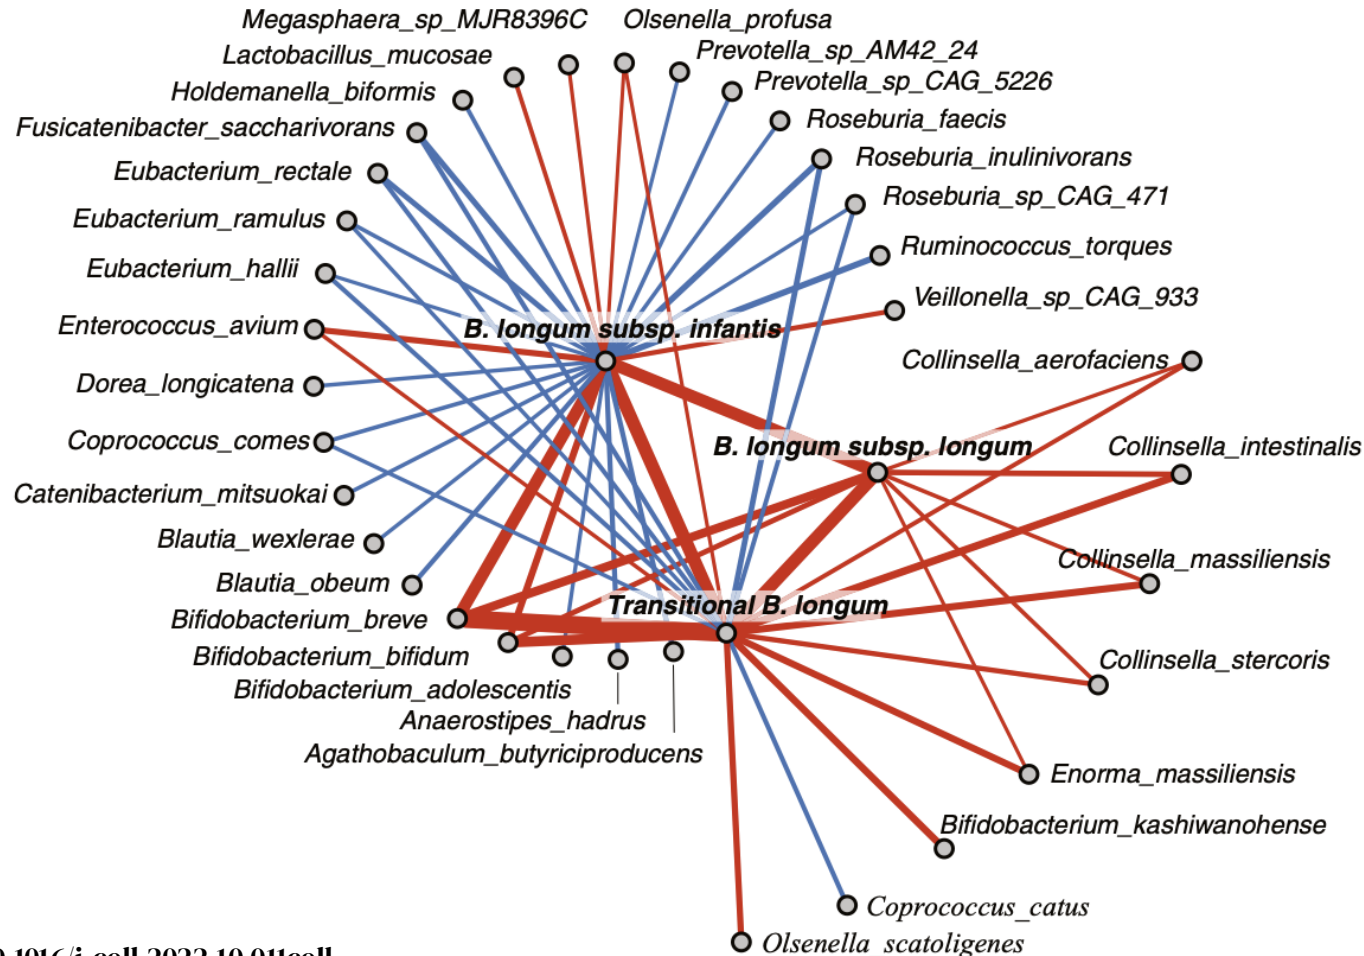 Megasphaera_sp_MJR8396C Olsenella_profusa
Lactobacillus_mucosae Prevotella_sp_AM42_24
Holdemanella_biformis Prevotella_sp_CAG_5226
Fusicatenibacter_saccharivorans Roseburia_faecis
Eubacterium_rectale Roseburia_inulinivorans
Eubacterium_ramulus Roseburia_sp_CAG_471
Eubacterium_hallii Ruminococcus_torques
Veillonella_sp_CAG_933
Enterococcus_avium B. longum subsp. infantis
Collinsella_aerofaciens
Dorea_longicatena
Coprococcus_comes B. longum subsp. longum Collinsella_intestinalis
Catenibacterium_mitsuokai
Blautia_wexlerae Collinsella_massiliensis
Blautia_obeum
Bifidobacterium_breve Transitional B. longum
Bifidobacterium_bifidum Collinsella_stercoris
Bifidobacterium_adolescentis
Anaerostipes_hadrus
Agathobaculum_butyriciproducens
Enorma_massiliensis
Bifidobacterium_kashiwanohense
Coprococcus_catus
Olsenella_scatoligenes